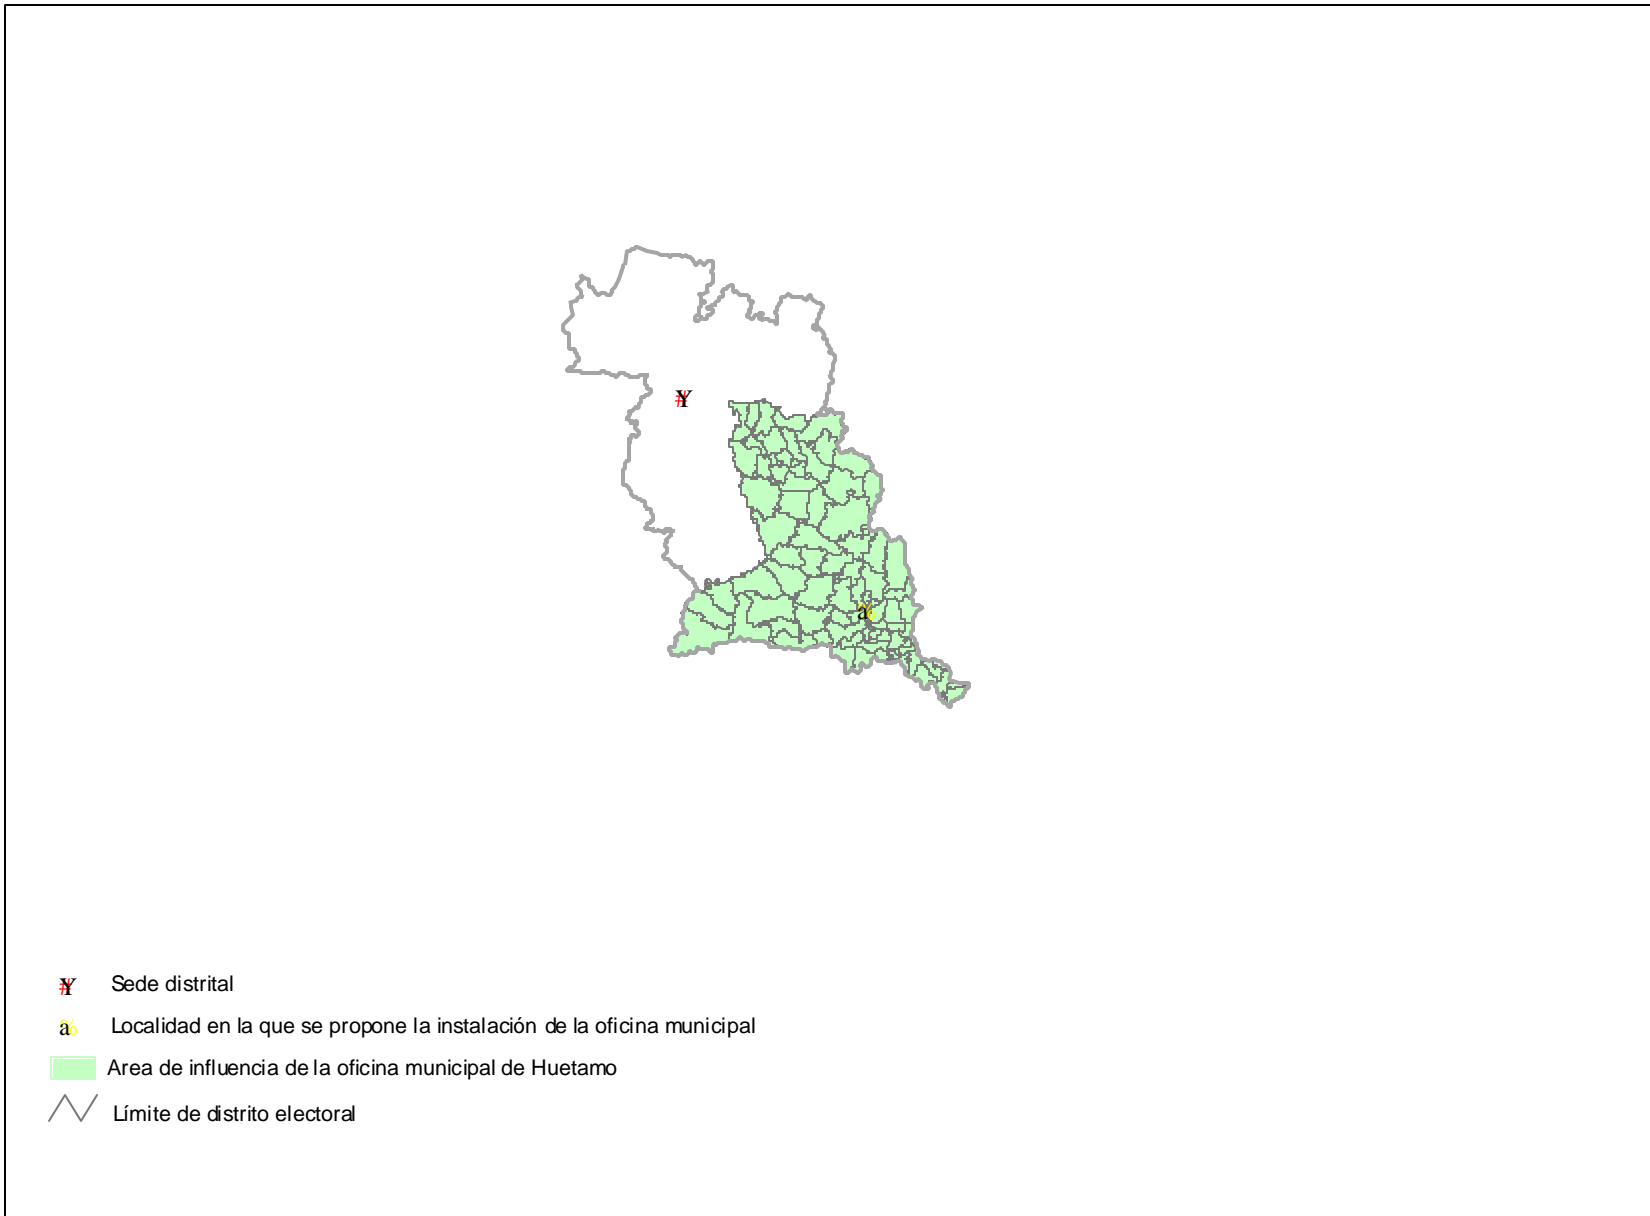 Sede distrital
Localidad en la que se propone la instalación de la oficina municipal
Area de influencia de la oficina municipal de Huetamo
Límite de distrito electoral